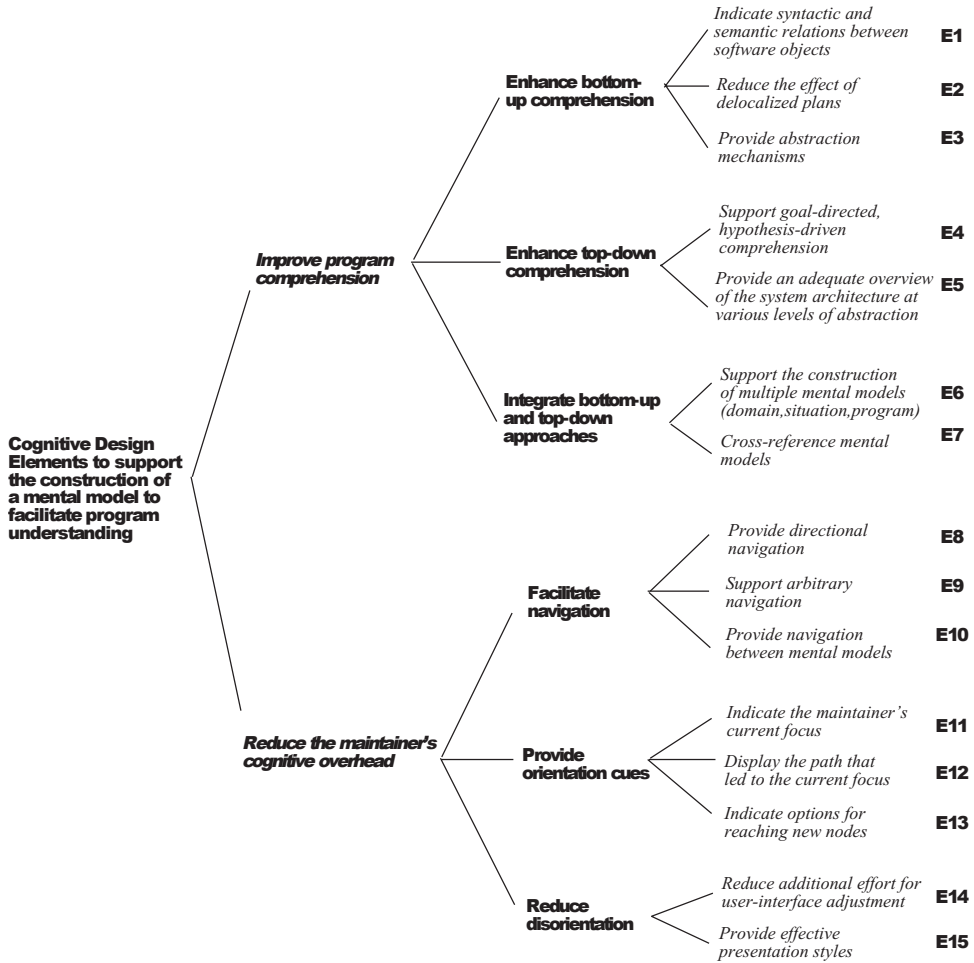 Cognitive Design
Elements to support
the construction of
a mental model to
facilitate program
understanding
Improve program
comprehension
Enhance bottom-
up comprehension
Indicate syntactic and
semantic relations between
software objects
E1
Reduce the effect of
delocalized plans
E2
Provide abstraction
mechanisms
E3
Enhance top-down
comprehension
Support goal-directed,
hypothesis-driven
comprehension
E4
Provide an adequate overview
of the system architecture at
various levels of abstraction
E5
Integrate bottom-up
and top-down
approaches
Support the construction
of multiple mental models
(domain,situation,program)
E6
Cross-reference mental
models
E7
Reduce the maintainer's
cognitive overhead
Facilitate
navigation
Provide directional
navigation
E8
Support arbitrary
navigation
E9
Provide navigation
between mental models
E10
Provide
orientation cues
Indicate the maintainer's
current focus
E11
Display the path that
led to the current focus
E12
Indicate options for
reaching new nodes
E13
Reduce
disorientation
Reduce additional effort for
user-interface adjustment
E14
Provide effective
presentation styles
E15